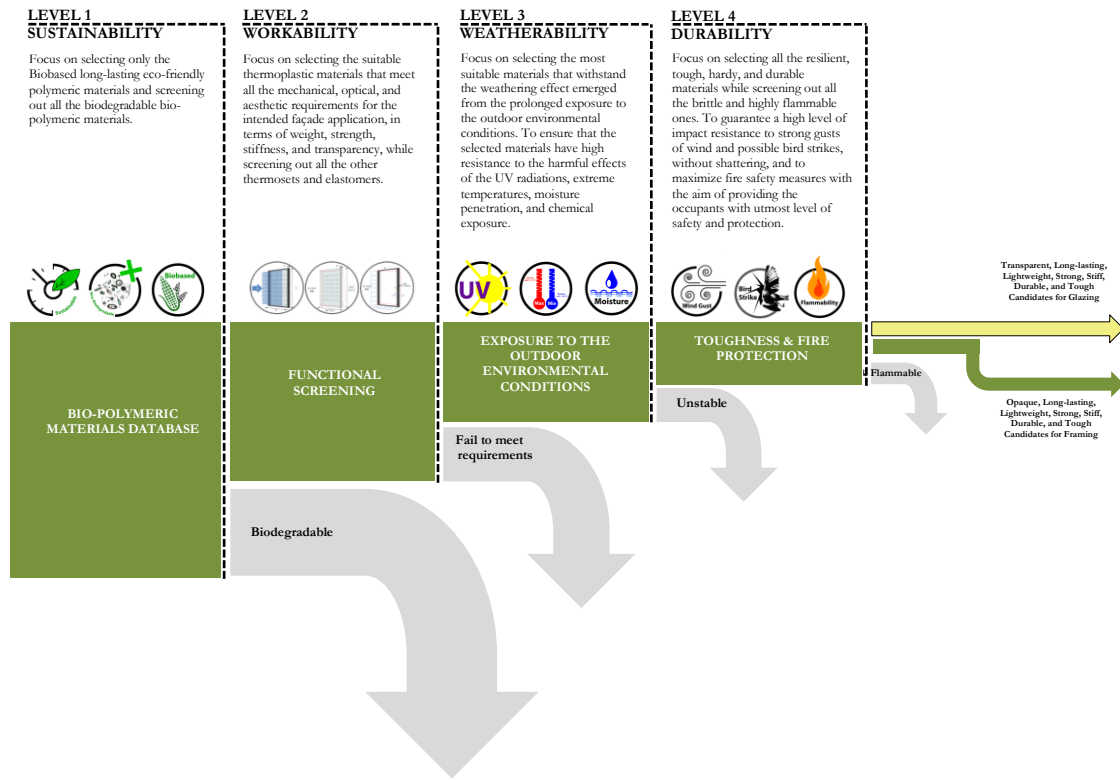 LEVEL 1
SUSTAINABILITY
Focus on selecting only the
Biobased long-lasting eco-friendly
polymeric materials and screening
out all the biodegradable bio-
polymeric materials.
LEVEL 2
WORKABILITY
Focus on selecting the suitable
thermoplastic materials that meet
all the mechanical, optical, and
aesthetic requirements for the
intended façade application, in
terms of weight, strength,
stiffness, and transparency, while
screening out all the other
thermosets and elastomers.
LEVEL 3
WEATHERABILITY
Focus on selecting the most
suitable materials that withstand
the weathering effect emerged
from the prolonged exposure to
the outdoor environmental
conditions. To ensure that the
selected materials have high
resistance to the harmful effects
of the UV radiations, extreme
temperatures, moisture
penetration, and chemical
exposure.
LEVEL 4
DURABILITY
Focus on selecting all the resilient,
tough, hardy, and durable
materials while screening out all
the brittle and highly flammable
ones. To guarantee a high level of
impact resistance to strong gusts
of wind and possible bird strikes,
without shattering, and to
maximize fire safety measures with
the aim of providing the
occupants with utmost level of
safety and protection.
Sustainable
Biobased
UV
Max
Min
Moisture
Wind Gust
Bird
Strike
Flammability
BIO-POLYMERIC
MATERIALS DATABASE
FUNCTIONAL
SCREENING
EXPOSURE TO THE
OUTDOOR
ENVIRONMENTAL
CONDITIONS
TOUGHNESS & FIRE
PROTECTION
Transparent, Long-lasting,
Lightweight, Strong, Stiff,
Durable, and Tough
Candidates for Glazing
Flammable
Opaque, Long-lasting,
Lightweight, Strong, Stiff,
Durable, and Tough
Candidates for Framing
Unstable
Fail to meet
requirements
Biodegradable